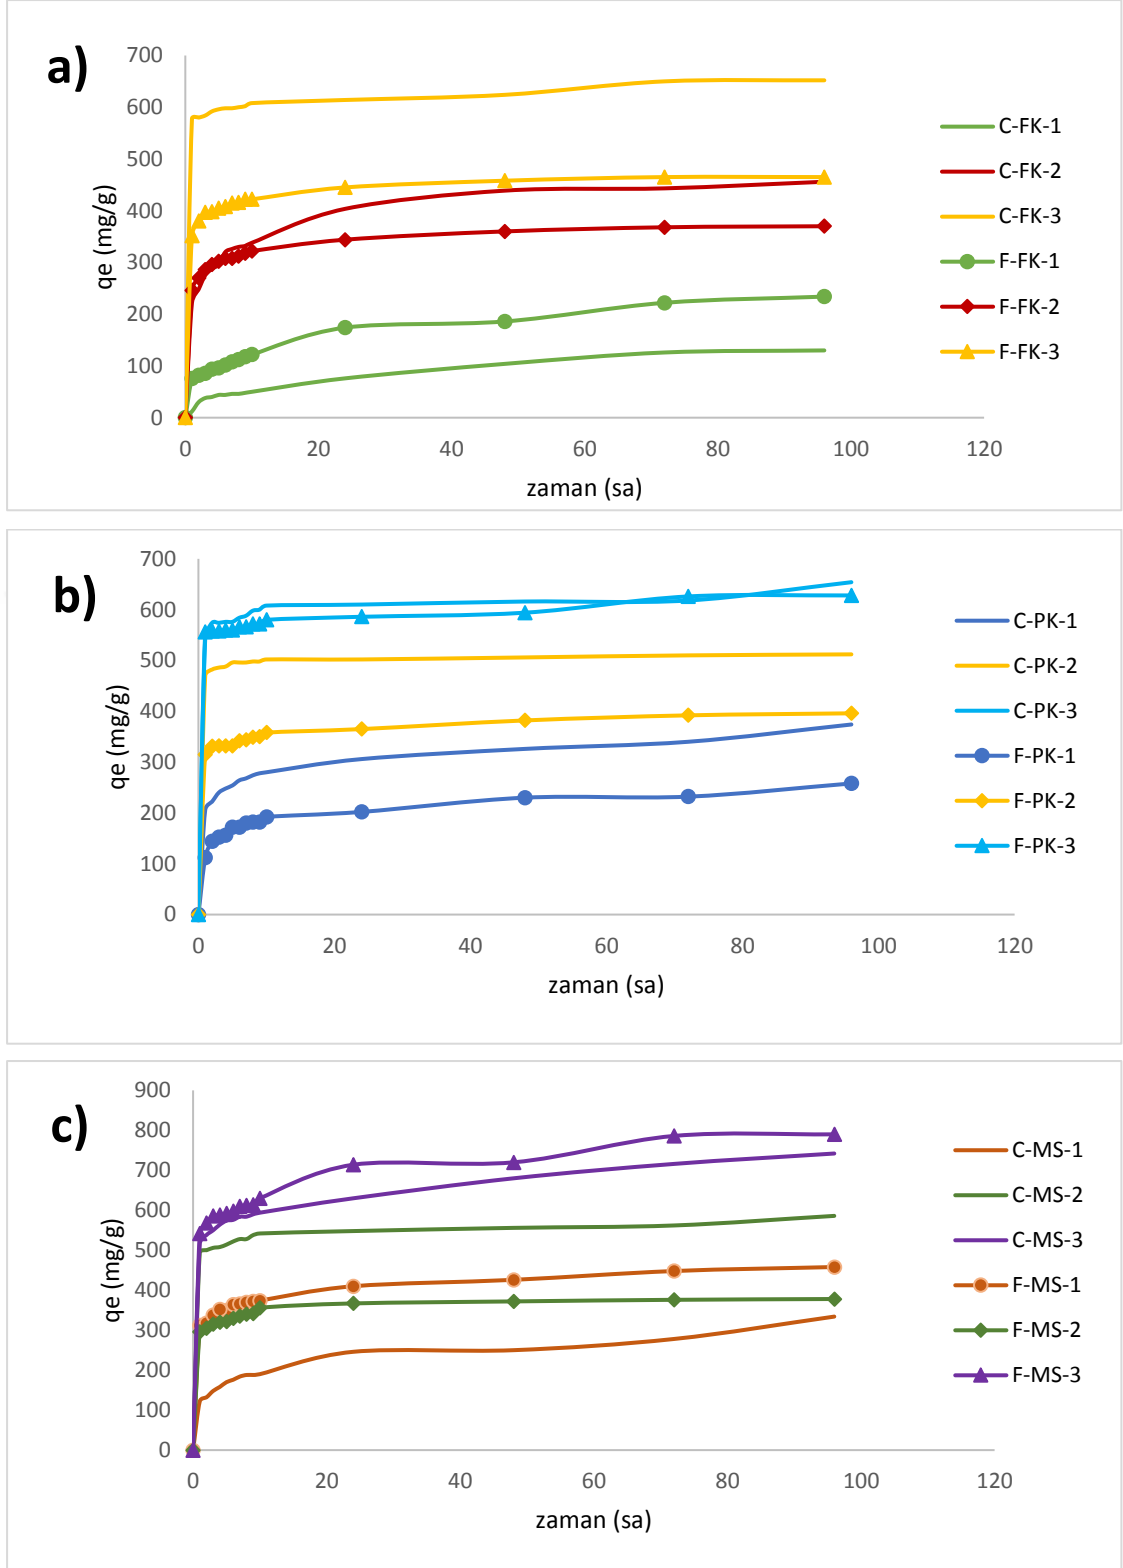 a)
700
600
500
400
300
200
100
0
qe (mg/g)
0 20 40 60 80 100 120
zaman (sa)
C-FK-1
C-FK-2
C-FK-3
F-FK-1
F-FK-2
F-FK-3
b)
700
600
500
400
300
200
100
0
qe (mg/g)
0 20 40 60 80 100 120
zaman (sa)
C-PK-1
C-PK-2
C-PK-3
F-PK-1
F-PK-2
F-PK-3
c)
900
800
700
600
500
400
300
200
100
0
qe (mg/g)
0 20 40 60 80 100 120
zaman (sa)
C-MS-1
C-MS-2
C-MS-3
F-MS-1
F-MS-2
F-MS-3